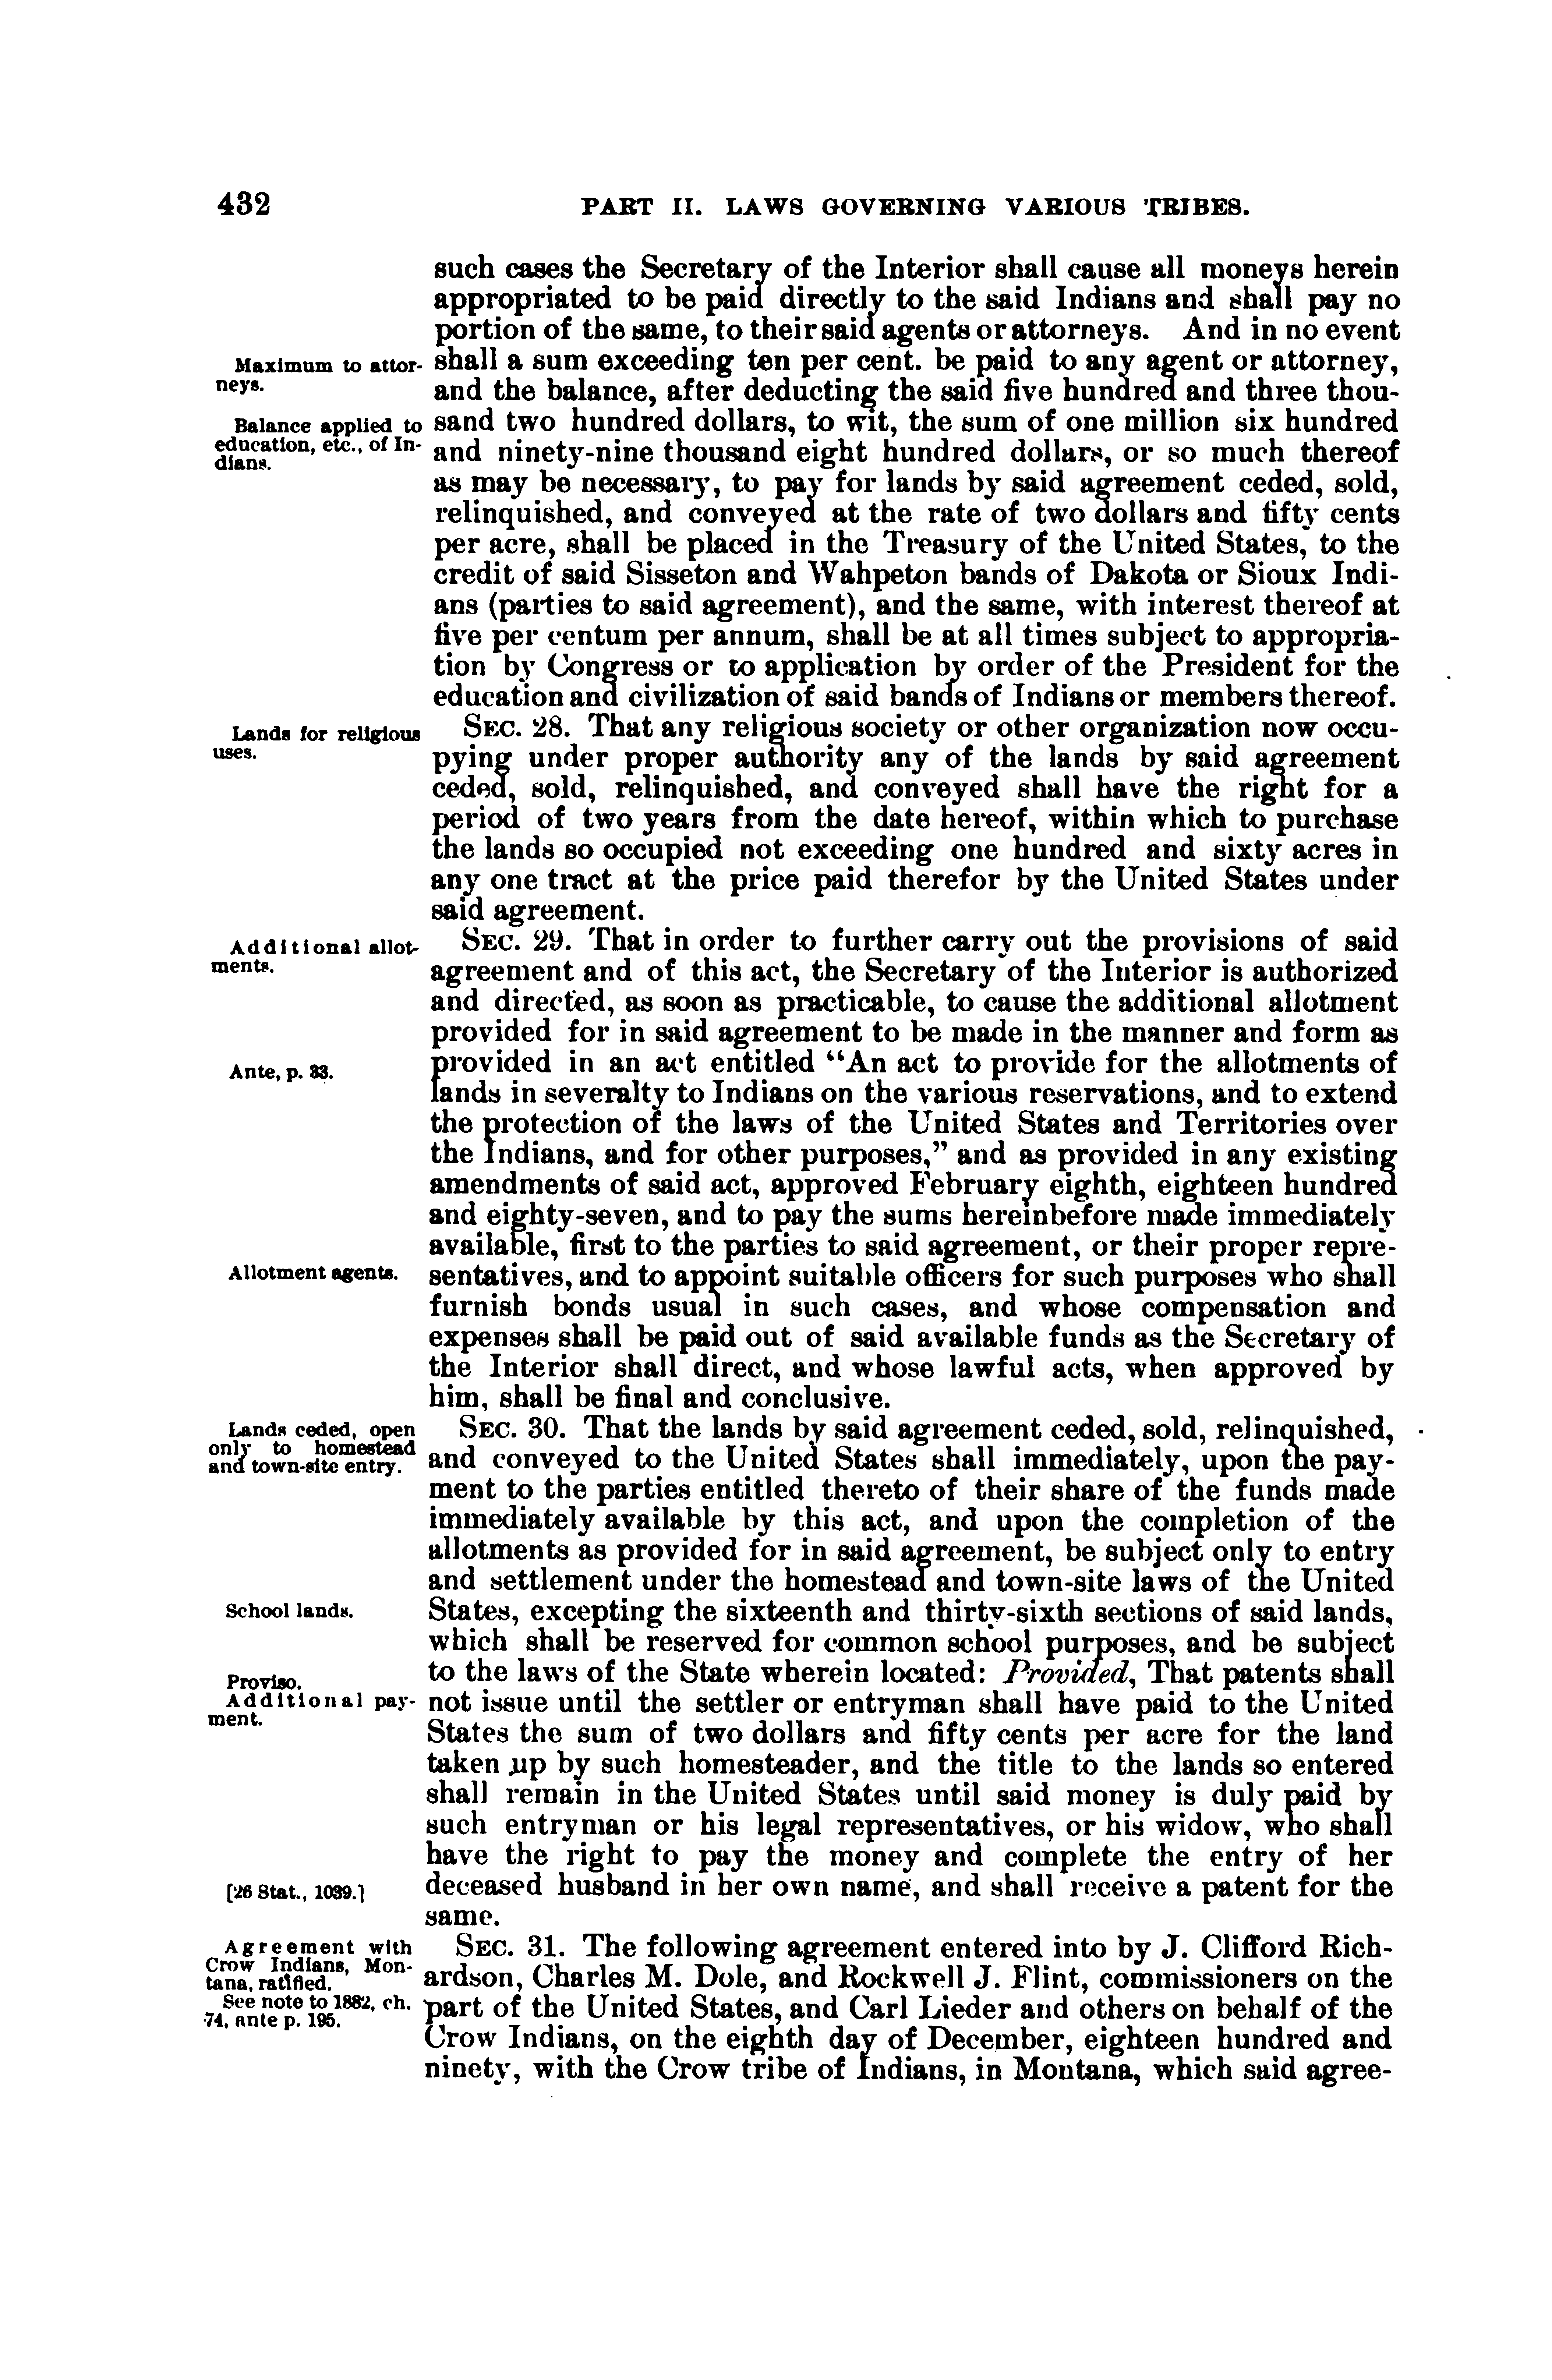 432
PART II. LAWS GOVERNING VARIOUS TRIBES.
such cases the Secretary of the Interior shall cause all moneys herein
appropriated to be paid directly to the said Indians and shall pay no
portion of the same, to their said agents or attorneys. And in no event
Maximum to attor-
neys.
shall a sum exceeding ten per cent. be paid to any agent or attorney,
and the balance, after deducting the said five hundred and three thou-
Balance applied to
education, etc., of In-
dians.
sand two hundred dollars, to wit, the sum of one million six hundred
and ninety-nine thousand eight hundred dollars, or so much thereof
as may be necessary, to pay for lands by said agreement ceded, sold,
relinquished, and conveyed at the rate of two dollars and fifty cents
per acre, shall be placed in the Treasury of the United States, to the
credit of said Sisseton and Wahpeton bands of Dakota or Sioux Indi-
ans (parties to said agreement), and the same, with interest thereof at
five per centum per annum, shall be at all times subject to appropria-
tion by Congress or to application by order of the President for the
education and civilization of said bands of Indians or members thereof.
Lands for religious
uses.
SEC. 28. That any religious society or other organization now occu-
pying under proper authority any of the lands by said agreement
ceded, sold, relinquished, and conveyed shall have the right for a
period of two years from the date hereof, within which to purchase
the lands so occupied not exceeding one hundred and sixty acres in
any one tract at the price paid therefor by the United States under
said agreement.
Additional allot-
ments.
SEC. 29. That in order to further carry out the provisions of said
agreement and of this act, the Secretary of the Interior is authorized
and directed, as soon as practicable, to cause the additional allotment
provided for in said agreement to be made in the manner and form as
Ante, p. 33.
provided in an act entitled “An act to provide for the allotments of
lands in severalty to Indians on the various reservations, and to extend
the protection of the laws of the United States and Territories over
the Indians, and for other purposes,” and as provided in any existing
amendments of said act, approved February eighth, eighteen hundred
and eighty-seven, and to pay the sums hereinbefore made immediately
available, first to the parties to said agreement, or their proper repre-
Allotment agents.
sentatives, and to appoint suitable officers for such purposes who shall
furnish bonds usual in such cases, and whose compensation and
expenses shall be paid out of said available funds as the Secretary of
the Interior shall direct, and whose lawful acts, when approved by
him, shall be final and conclusive.
Lands ceded, open
only to homestead
and town-site entry.
SEC. 30. That the lands by said agreement ceded, sold, relinquished,
and conveyed to the United States shall immediately, upon the pay-
ment to the parties entitled thereto of their share of the funds made
immediately available by this act, and upon the completion of the
allotments as provided for in said agreement, be subject only to entry
and settlement under the homestead and town-site laws of the United
School lands.
States, excepting the sixteenth and thirty-sixth sections of said lands,
which shall be reserved for common school purposes, and be subject
Proviso.
to the laws of the State wherein located: Provided, That patents shall
Additional pay-
ment.
not issue until the settler or entryman shall have paid to the United
States the sum of two dollars and fifty cents per acre for the land
taken up by such homesteader, and the title to the lands so entered
shall remain in the United States until said money is duly paid by
such entryman or his legal representatives, or his widow, who shall
have the right to pay the money and complete the entry of her
[26 Stat., 1039.]
deceased husband in her own name, and shall receive a patent for the
same.
Agreement with
Crow Indians, Mon-
tana, ratified.
See note to 1882, ch.
74, ante p. 195.
SEC. 31. The following agreement entered into by J. Clifford Rich-
ardson, Charles M. Dole, and Rockwell J. Flint, commissioners on the
part of the United States, and Carl Lieder and others on behalf of the
Crow Indians, on the eighth day of December, eighteen hundred and
ninety, with the Crow tribe of Indians, in Montana, which said agree-